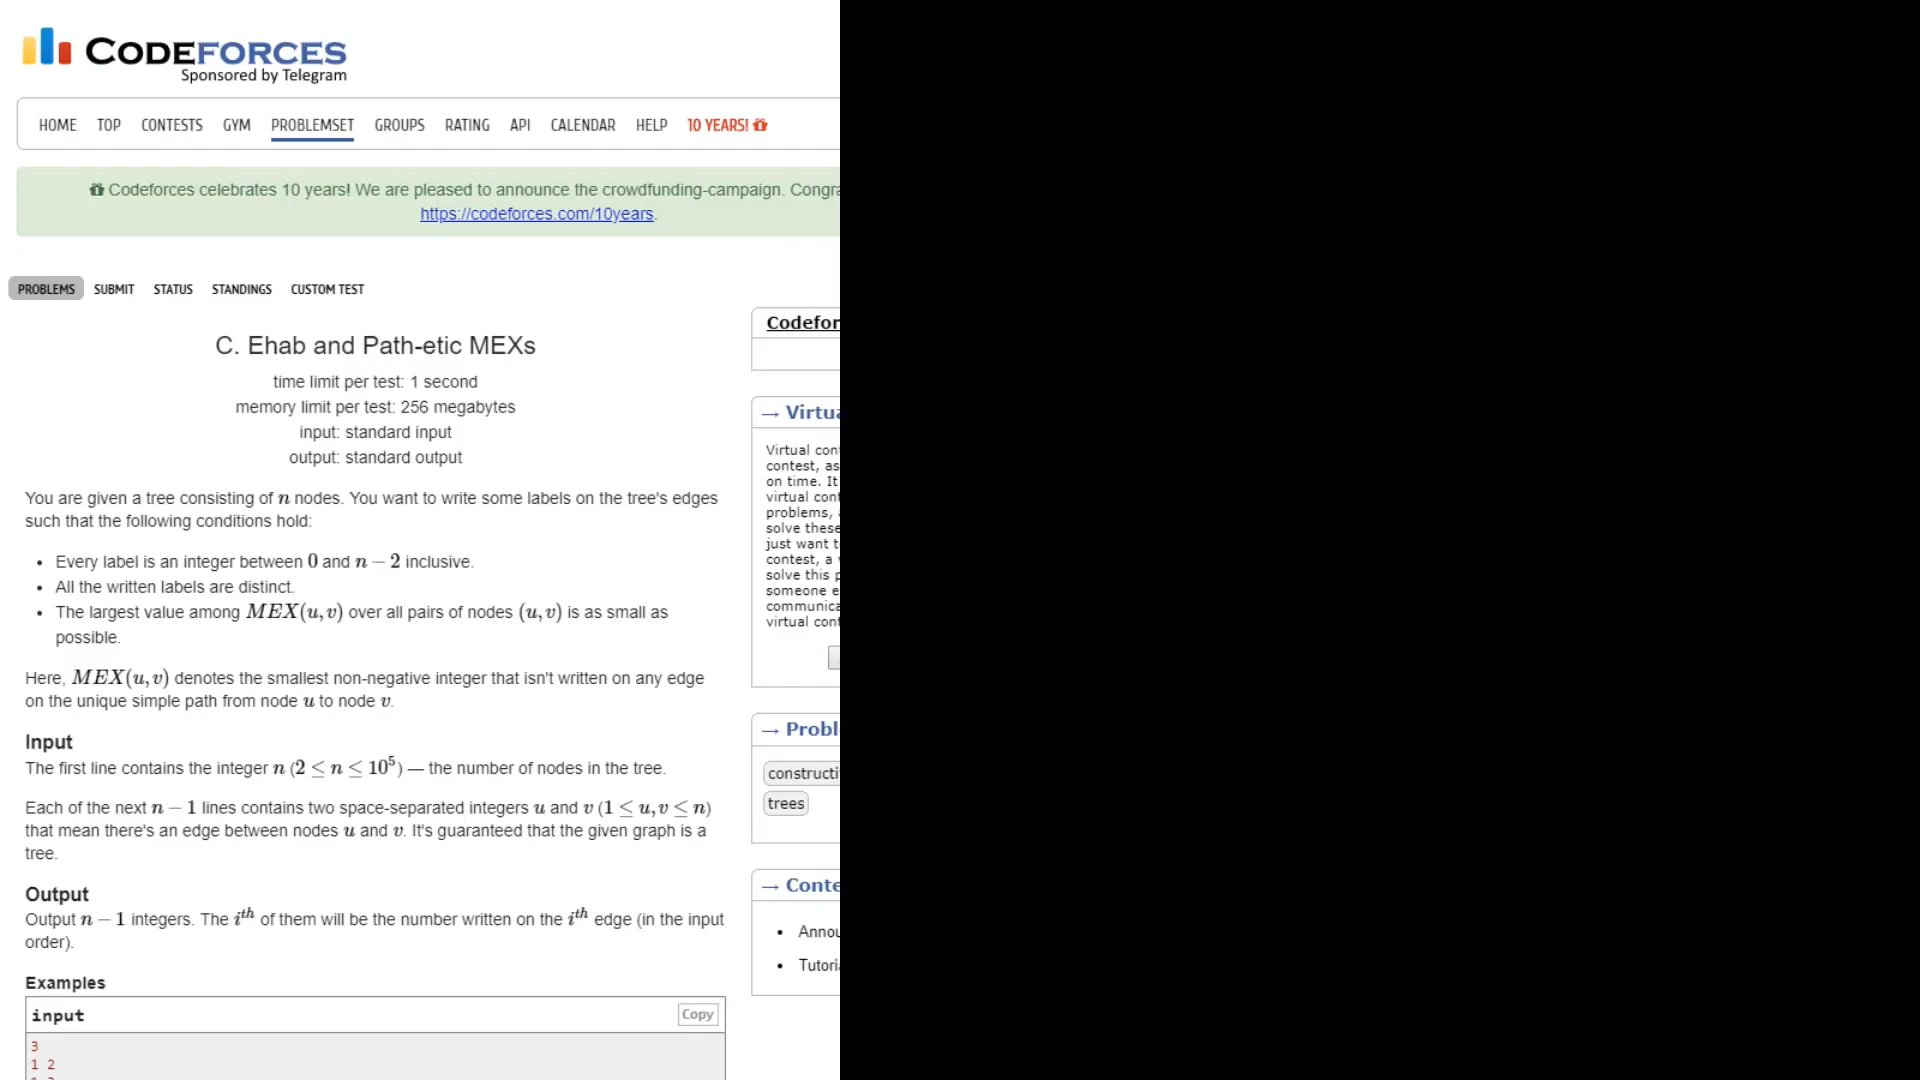 CODEFORCES
Sponsored by Telegram
HOME TOP CONTESTS GYM PROBLEMSET GROUPS RATING API CALENDAR HELP 10 YEARS!
Codeforces celebrates 10 years! We are pleased to announce the crowdfunding-campaign. Congra
https://codeforces.com/10years.
PROBLEMS SUBMIT STATUS STANDINGS CUSTOM TEST
C. Ehab and Path-etic MEXs
time limit per test: 1 second
memory limit per test: 256 megabytes
input: standard input
output: standard output
You are given a tree consisting of n nodes. You want to write some labels on the tree's edges
such that the following conditions hold:
• Every label is an integer between 0 and n − 2 inclusive.
• All the written labels are distinct.
• The largest value among MEX(u, v) over all pairs of nodes (u, v) is as small as
possible.
Here, MEX(u, v) denotes the smallest non-negative integer that isn't written on any edge
on the unique simple path from node u to node v.
Input
The first line contains the integer n (2 ≤ n ≤ 10^5) — the number of nodes in the tree.
Each of the next n − 1 lines contains two space-separated integers u and v (1 ≤ u, v ≤ n)
that mean there's an edge between nodes u and v. It's guaranteed that the given graph is a
tree.
Output
Output n − 1 integers. The i^th of them will be the number written on the i^th edge (in the input
order).
Examples
input Copy
3
1 2
Codefor
→ Virtua
Virtual con
contest, as
on time. It
virtual con
problems,
solve these
just want t
contest, a
solve this p
someone e
communica
virtual con
→ Probl
constructi
trees
→ Conte
• Annou
• Tutori